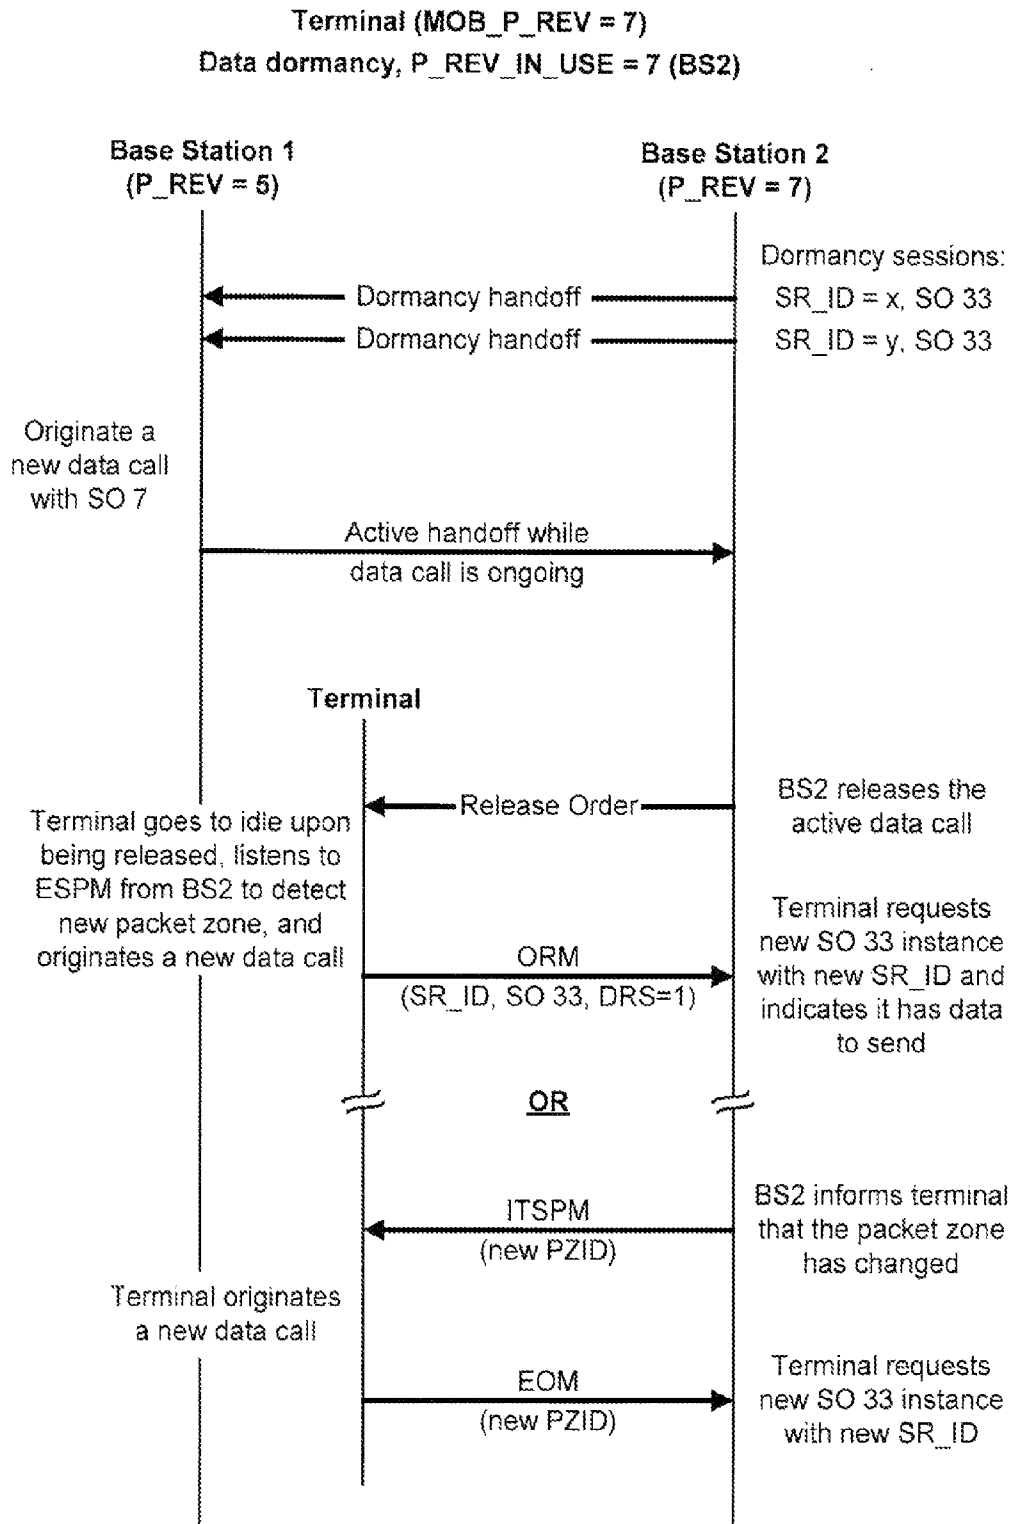 Terminal (MOB_P_REV = 7)
Data dormancy, P_REV_IN_USE = 7 (BS2)
Base Station 1
(P_REV = 5)
Base Station 2
(P_REV = 7)
Dormancy sessions:
Dormancy handoff
SR_ID = x, SO 33
Dormancy handoff
SR_ID = y, SO 33
Originate a
new data call
with SO 7
Active handoff while
data call is ongoing
Terminal
Release Order
BS2 releases the
active data call
Terminal goes to idle upon
being released, listens to
ESPM from BS2 to detect
new packet zone, and
originates a new data call
ORM
(SR_ID, SO 33, DRS=1)
Terminal requests
new SO 33 instance
with new SR_ID and
indicates it has data
to send
OR
ITSPM
(new PZID)
BS2 informs terminal
that the packet zone
has changed
Terminal originates
a new data call
EOM
(new PZID)
Terminal requests
new SO 33 instance
with new SR_ID